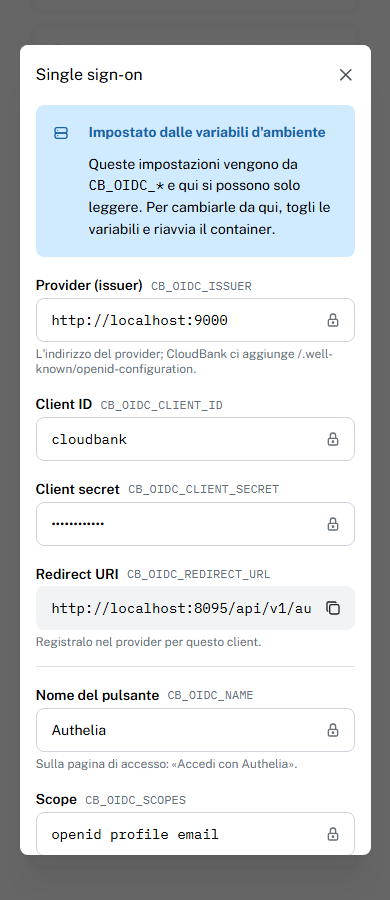 Single sign-on
Impostato dalle variabili d'ambiente
Queste impostazioni vengono da
CB_OIDC_* e qui si possono solo
leggere. Per cambiarle da qui, togli le
variabili e riavvia il container.
Provider (issuer) CB_OIDC_ISSUER
http://localhost:9000
L'indirizzo del provider; CloudBank ci aggiunge /.well-
known/openid-configuration.
Client ID CB_OIDC_CLIENT_ID
cloudbank
Client secret CB_OIDC_CLIENT_SECRET
••••••••••••
Redirect URI CB_OIDC_REDIRECT_URL
http://localhost:8095/api/v1/au
Registralo nel provider per questo client.
Nome del pulsante CB_OIDC_NAME
Authelia
Sulla pagina di accesso: «Accedi con Authelia».
Scope CB_OIDC_SCOPES
openid profile email